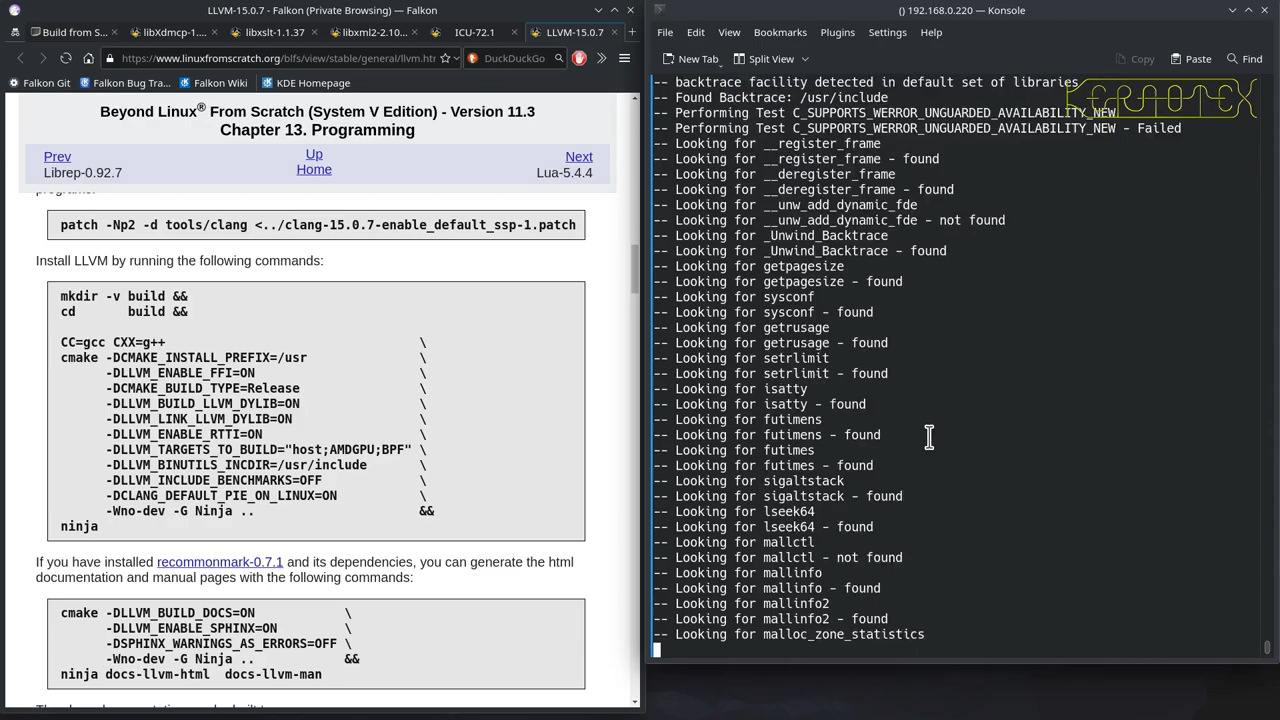 LLVM-15.0.7 - Falkon (Private Browsing) — Falkon
Build from S...
libXdmcp-1....
libxslt-1.1.37
libxml2-2.10...
ICU-72.1
LLVM-15.0.7
https://www.linuxfromscratch.org/blfs/view/stable/general/llvm.htr
DuckDuckGo
Falkon Git
Falkon Bug Tra...
Falkon Wiki
KDE Homepage
Beyond Linux® From Scratch (System V Edition) - Version 11.3
Chapter 13. Programming
Prev
Up
Next
Librep-0.92.7
Home
Lua-5.4.4
programs:
patch -Np2 -d tools/clang <../clang-15.0.7-enable_default_ssp-1.patch
Install LLVM by running the following commands:
mkdir -v build &&
cd       build &&
CC=gcc CXX=g++                              \
cmake -DCMAKE_INSTALL_PREFIX=/usr           \
-DLLVM_ENABLE_FFI=ON                  \
-DCMAKE_BUILD_TYPE=Release            \
-DLLVM_BUILD_LLVM_DYLIB=ON            \
-DLLVM_LINK_LLVM_DYLIB=ON             \
-DLLVM_ENABLE_RTTI=ON                 \
-DLLVM_TARGETS_TO_BUILD="host;AMDGPU;BPF" \
-DLLVM_BINUTILS_INCDIR=/usr/include   \
-DLLVM_INCLUDE_BENCHMARKS=OFF         \
-DCLANG_DEFAULT_PIE_ON_LINUX=ON       \
-Wno-dev -G Ninja ..                  &&
ninja
If you have installed recommonmark-0.7.1 and its dependencies, you can generate the html
documentation and manual pages with the following commands:
cmake -DLLVM_BUILD_DOCS=ON            \
-DLLVM_ENABLE_SPHINX=ON         \
-DSPHINX_WARNINGS_AS_ERRORS=OFF \
-Wno-dev -G Ninja ..            &&
ninja docs-llvm-html  docs-llvm-man
() 192.168.0.220 — Konsole
File
Edit
View
Bookmarks
Plugins
Settings
Help
New Tab
Split View
Copy
Paste
Find
-- backtrace facility detected in default set of libraries
-- Found Backtrace: /usr/include
-- Performing Test C_SUPPORTS_WERROR_UNGUARDED_AVAILABILITY_NEW
-- Performing Test C_SUPPORTS_WERROR_UNGUARDED_AVAILABILITY_NEW - Failed
-- Looking for __register_frame
-- Looking for __register_frame - found
-- Looking for __deregister_frame
-- Looking for __deregister_frame - found
-- Looking for __unw_add_dynamic_fde
-- Looking for __unw_add_dynamic_fde - not found
-- Looking for _Unwind_Backtrace
-- Looking for _Unwind_Backtrace - found
-- Looking for getpagesize
-- Looking for getpagesize - found
-- Looking for sysconf
-- Looking for sysconf - found
-- Looking for getrusage
-- Looking for getrusage - found
-- Looking for setrlimit
-- Looking for setrlimit - found
-- Looking for isatty
-- Looking for isatty - found
-- Looking for futimens
-- Looking for futimens - found
-- Looking for futimes
-- Looking for futimes - found
-- Looking for sigaltstack
-- Looking for sigaltstack - found
-- Looking for lseek64
-- Looking for lseek64 - found
-- Looking for mallctl
-- Looking for mallctl - not found
-- Looking for mallinfo
-- Looking for mallinfo - found
-- Looking for mallinfo2
-- Looking for mallinfo2 - found
-- Looking for malloc_zone_statistics